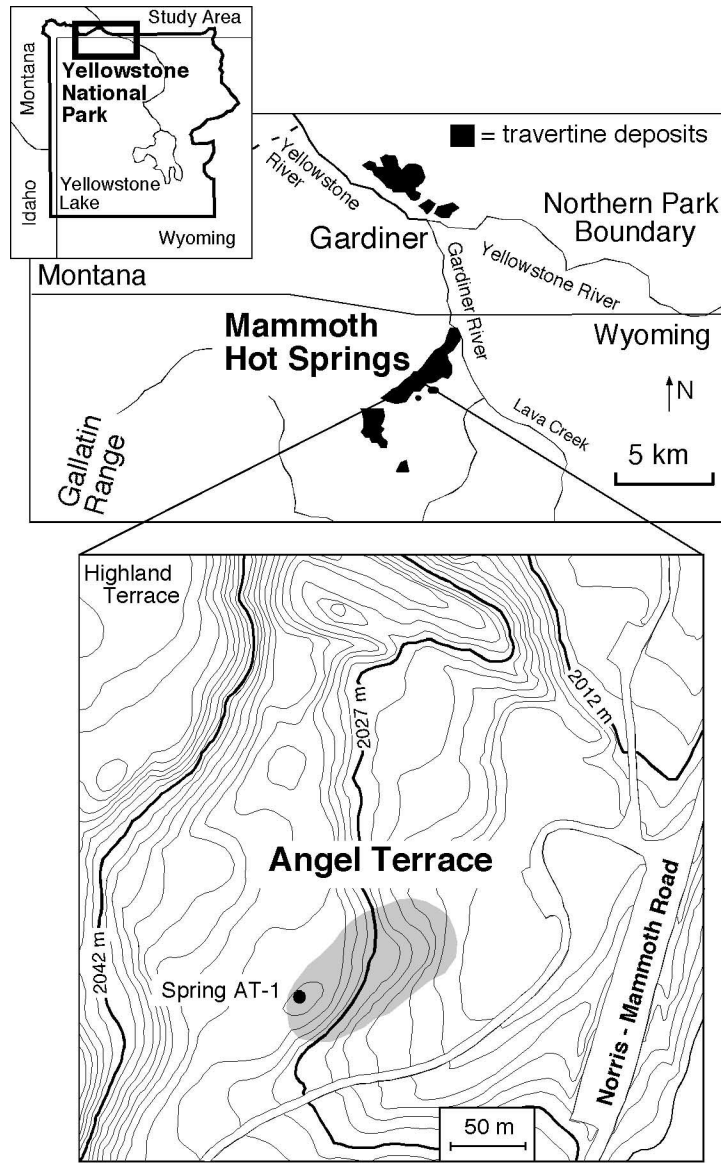 Study Area
Montana
Yellowstone
National
Park
Idaho
Yellowstone
Lake
Wyoming
■ = travertine deposits
Yellowstone
River
Northern Park
Boundary
Gardiner
Yellowstone River
Gardiner River
Montana
Wyoming
Mammoth
Hot Springs
N
Lava Creek
Gallatin
Range
5 km
Highland
Terrace
2027 m
2012 m
Angel Terrace
2042 m
Spring AT-1
Norris - Mammoth Road
50 m